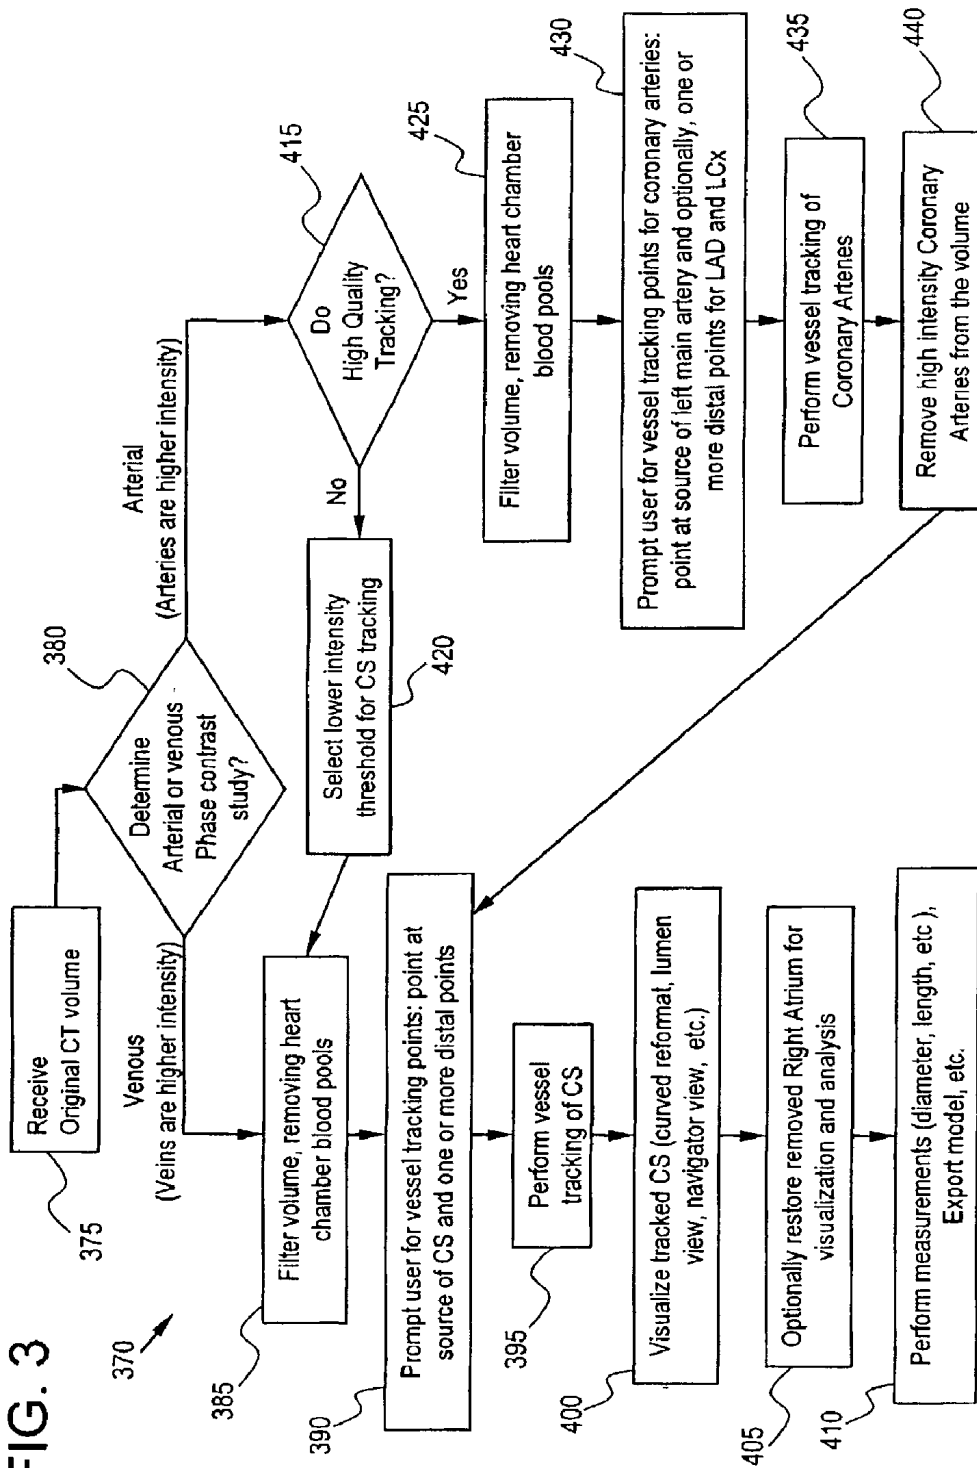 FIG. 3
370
375
Receive
Original CT volume
380
Determine
Arterial or venous -
Phase contrast
study?
Venous
(Veins are higher intensity)
Arterial
(Arteries are higher intensity)
385
Filter volume, removing heart
chamber blood pools
390
Prompt user for vessel tracking points: point at
source of CS and one or more distal points
395
Perform vessel
tracking of CS
400
Visualize tracked CS (curved reformat, lumen
view, navigator view, etc.)
405
Optionally restore removed Right Atrium for
visualization and analysis
410
Perform measurements (diameter, length, etc ),
Export model, etc.
415
Do
High Quality
Tracking?
No
Yes
420
Select lower intensity
threshold for CS tracking
425
Filter volume, removing heart chamber
blood pools
430
Prompt user for vessel tracking points for coronary arteries:
point at source of left main artery and optionally, one or
more distal points for LAD and LCx
435
Perform vessel tracking of
Coronary Arteries
440
Remove high intensity Coronary
Arteries from the volume